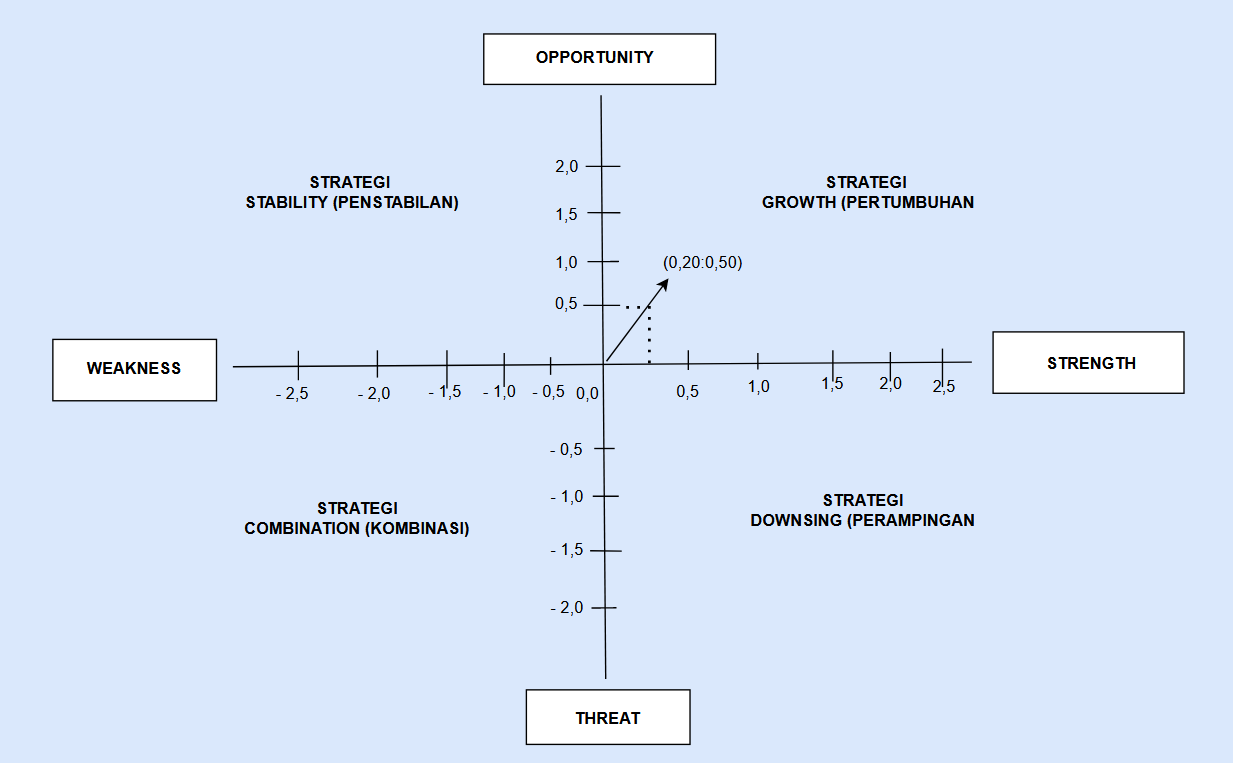 OPPORTUNITY
2,0
STRATEGI
STABILITY (PENSTABILAN)
STRATEGI
GROWTH (PERTUMBUHAN
1,5
1,0
(0,20:0,50)
0,5
WEAKNESS
STRENGTH
- 2,5
- 2,0
- 1,5
- 1,0
- 0,5
0,0
0,5
1,0
1,5
2,0
2,5
- 0,5
- 1,0
STRATEGI
COMBINATION (KOMBINASI)
STRATEGI
DOWNSING (PERAMPINGAN
- 1,5
- 2,0
THREAT